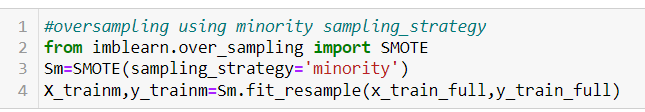 1 #oversampling using minority sampling_strategy
2 from imblearn.over_sampling import SMOTE
3 Sm=SMOTE(sampling_strategy='minority')
4 X_trainm,y_trainm=Sm.fit_resample(x_train_full,y_train_full)